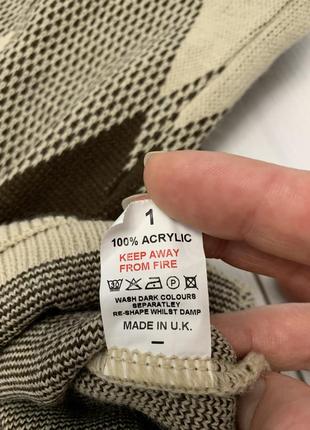 1
100% ACRYLIC
KEEP AWAY
FROM FIRE
WASH DARK COLOURS
SEPARATLEY
RE-SHAPE WHILST DAMP
MADE IN U.K.